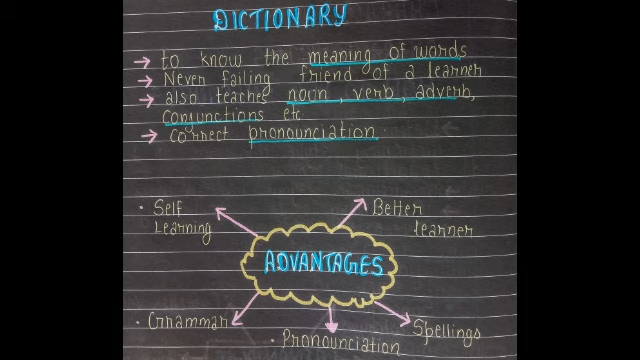 DICTIONARY
→ to know the meaning of words
→ Never failing friend of a learner
→ also teaches noun, verb, adverb,
conjunctions etc
→ correct pronounciation.
• Self
Learning
Better
learner
ADVANTAGES
• Grammar
• Pronounciation
Spellings